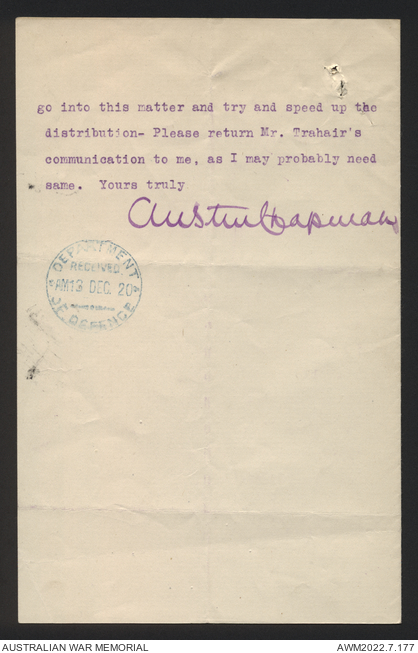 go into this matter and try and speed up the
distribution- Please return Mr. Trahair's
communication to me, as I may probably need
same. Yours truly
Austin Chapman
DEPARTMENT
RECEIVED
AM 13 DEC. 20
OF DEFENCE
AUSTRALIAN WAR MEMORIAL
AWM2022.7.177